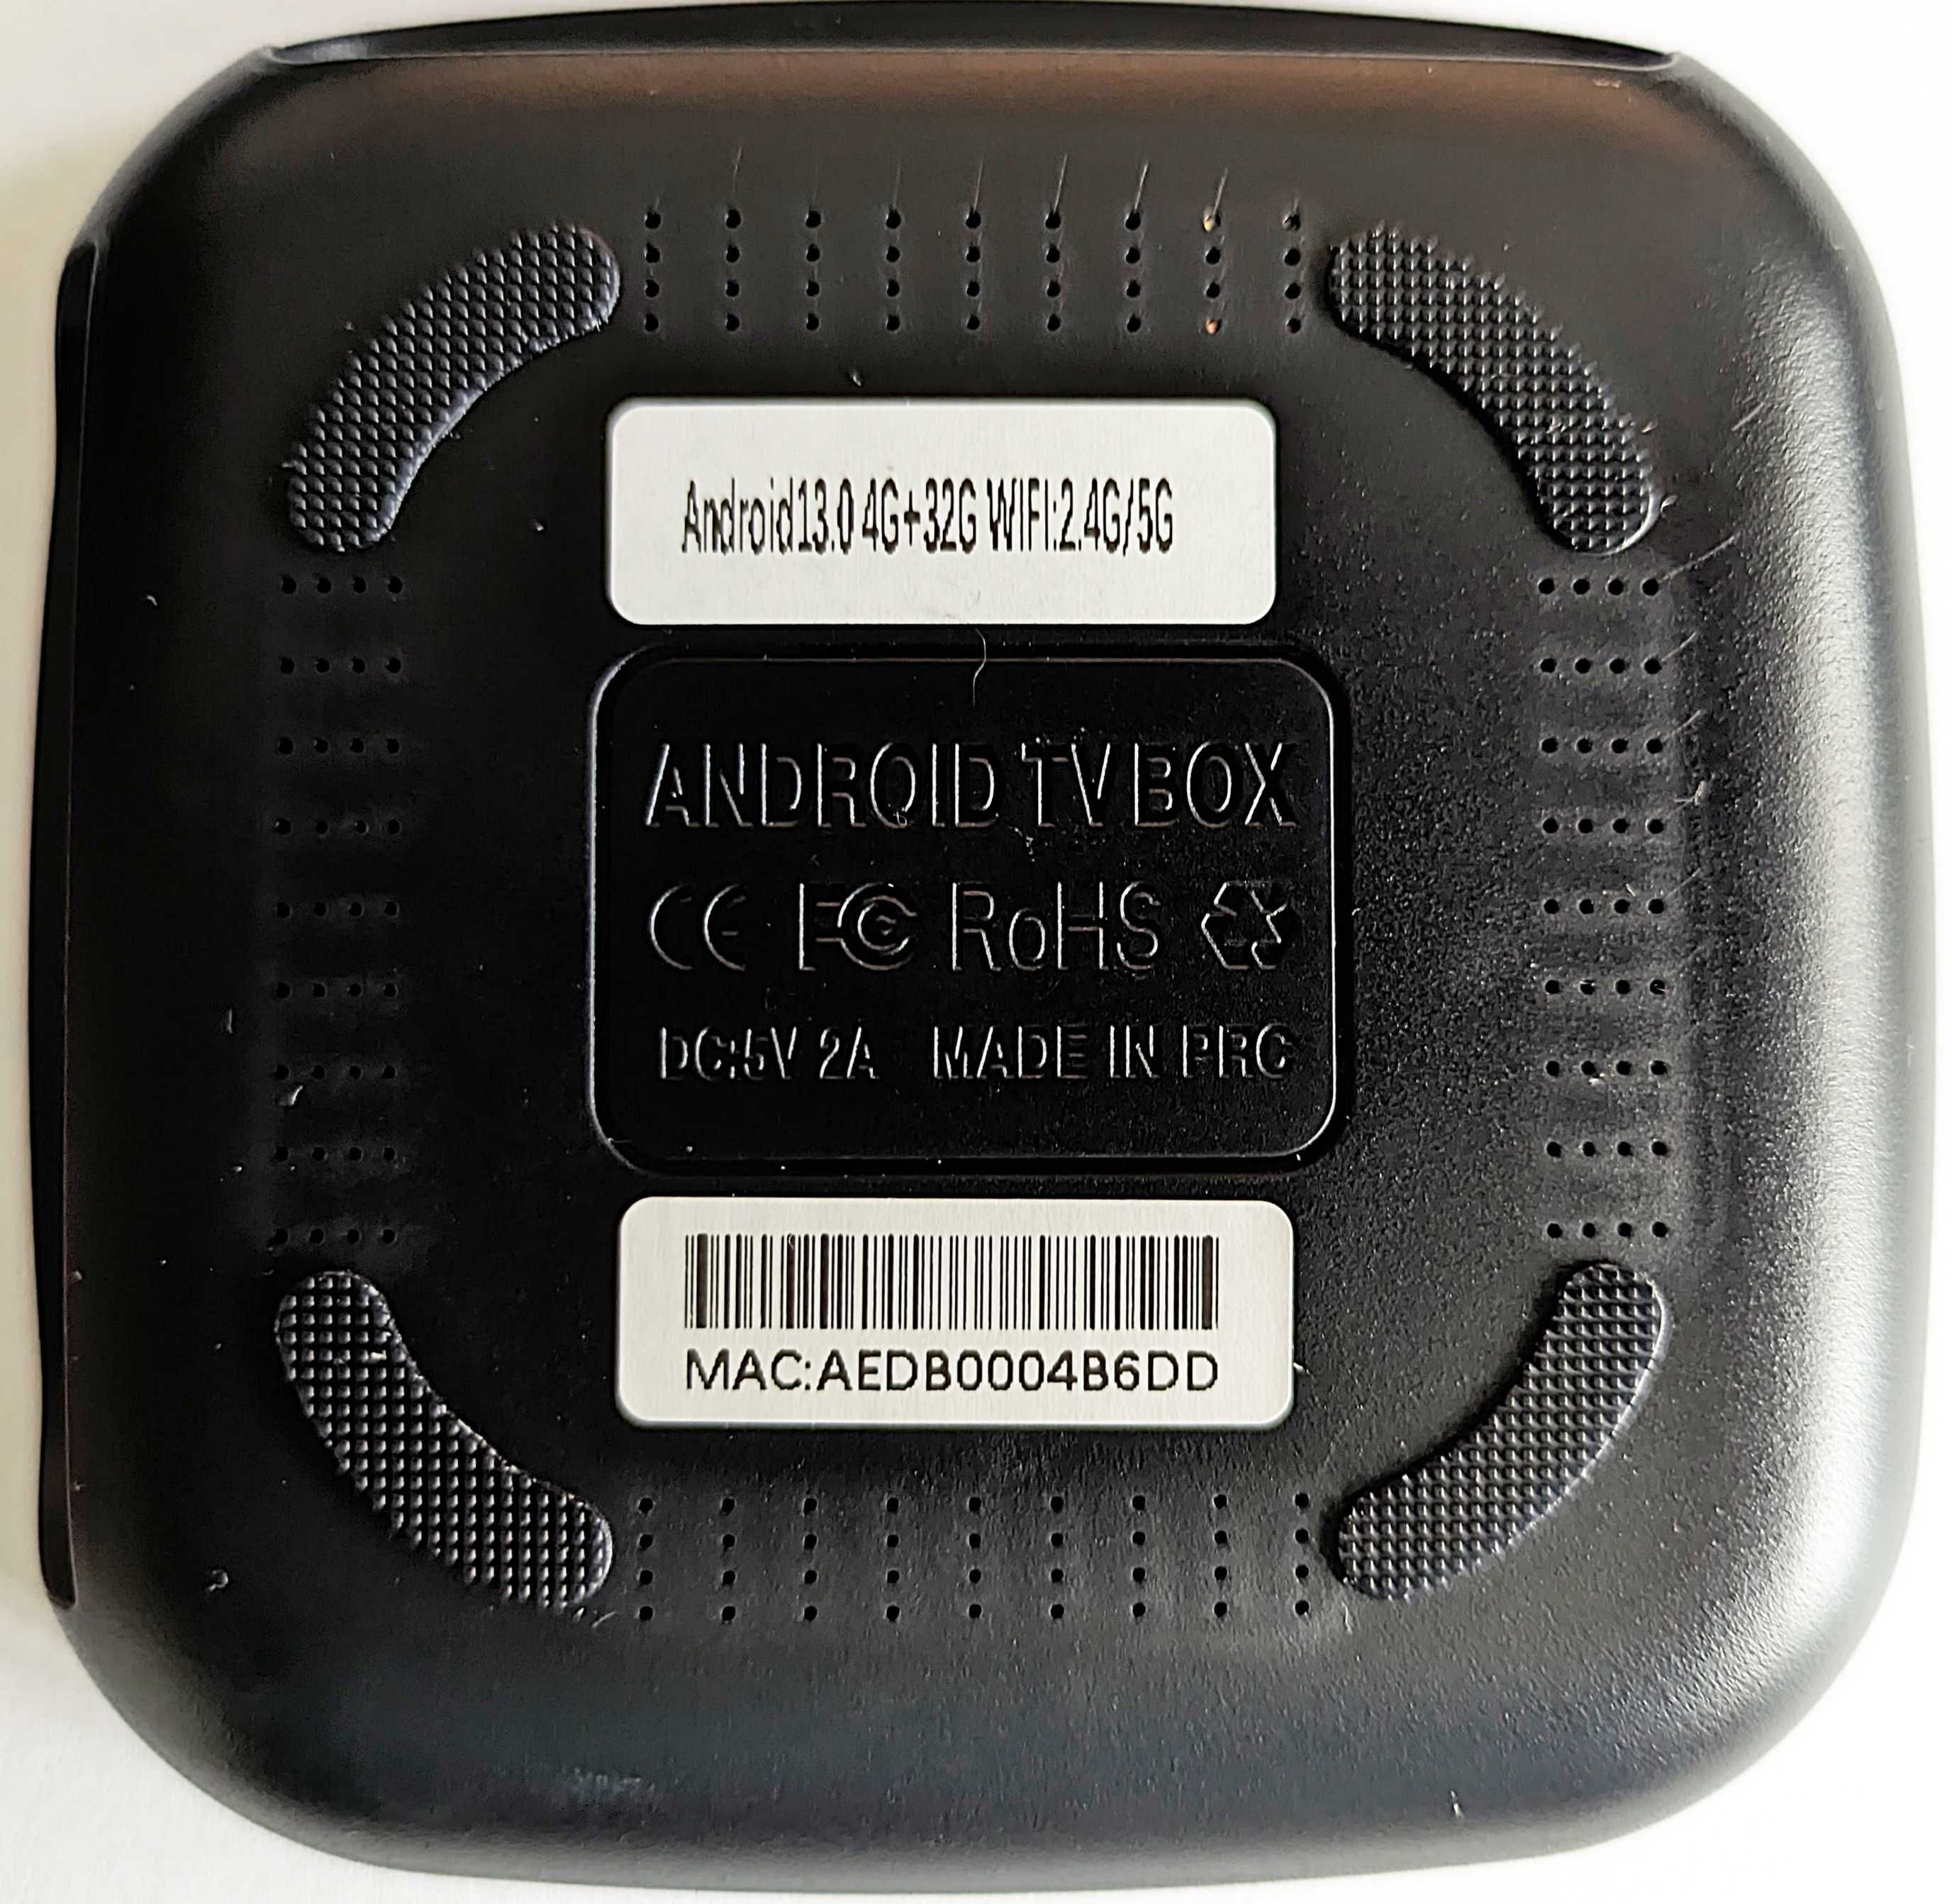 Android13.0 4G+32G WIFI:2.4G/5G
ANDROID TV BOX
CE FC RoHS
DC:5V 2A MADE IN PRC
MAC:AEDB0004B6DD